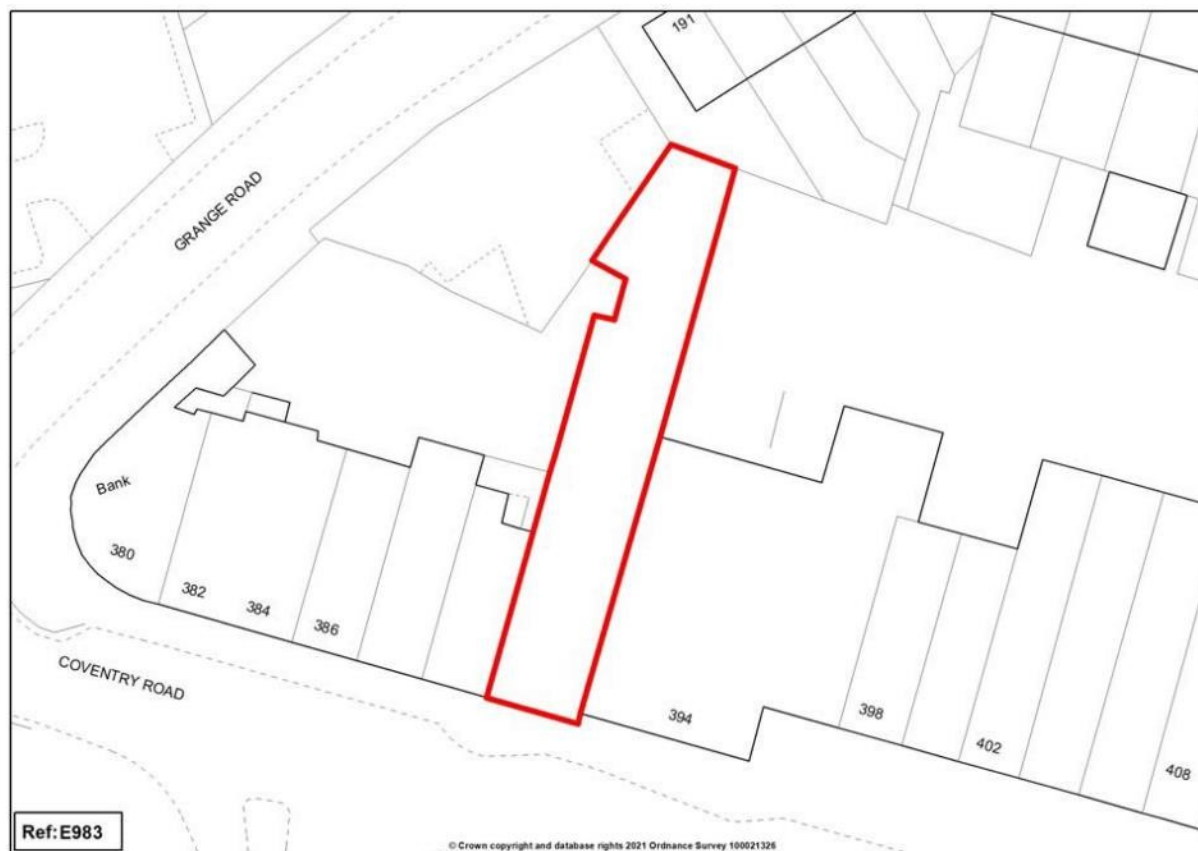 191
GRANGE ROAD
Bank
380
382
384
386
COVENTRY ROAD
394
398
402
408
Ref:E983
© Crown copyright and database rights 2021 Ordnance Survey 100021326